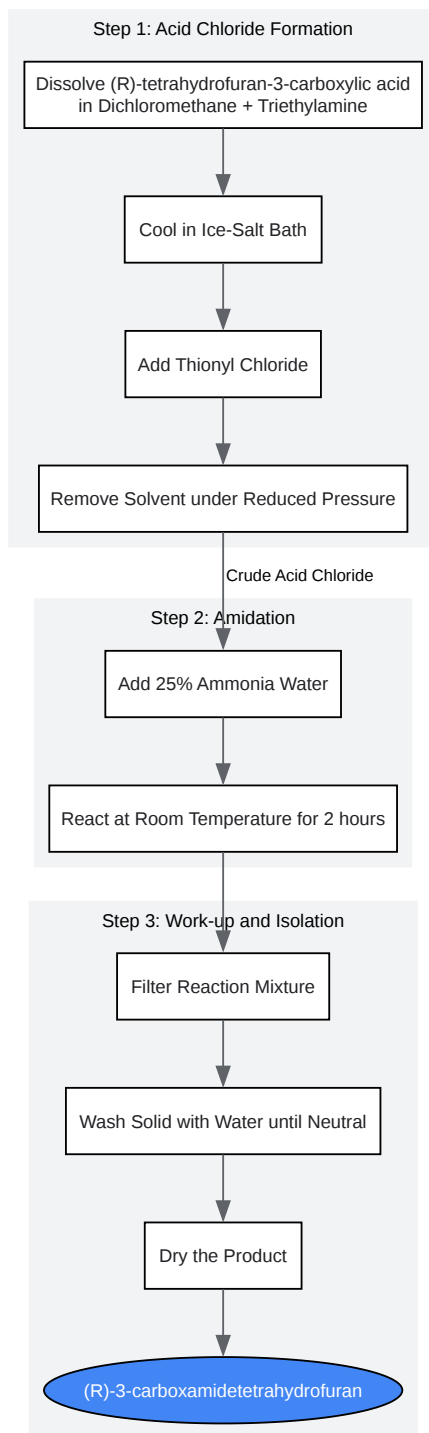 Step 1: Acid Chloride Formation
Dissolve (R)-tetrahydrofuran-3-carboxylic acid
in Dichloromethane + Triethylamine
Cool in Ice-Salt Bath
Add Thionyl Chloride
Remove Solvent under Reduced Pressure
Crude Acid Chloride
Step 2: Amidation
Add 25% Ammonia Water
React at Room Temperature for 2 hours
Step 3: Work-up and Isolation
Filter Reaction Mixture
Wash Solid with Water until Neutral
Dry the Product
(R)-3-carboxamidetetrahydrofuran